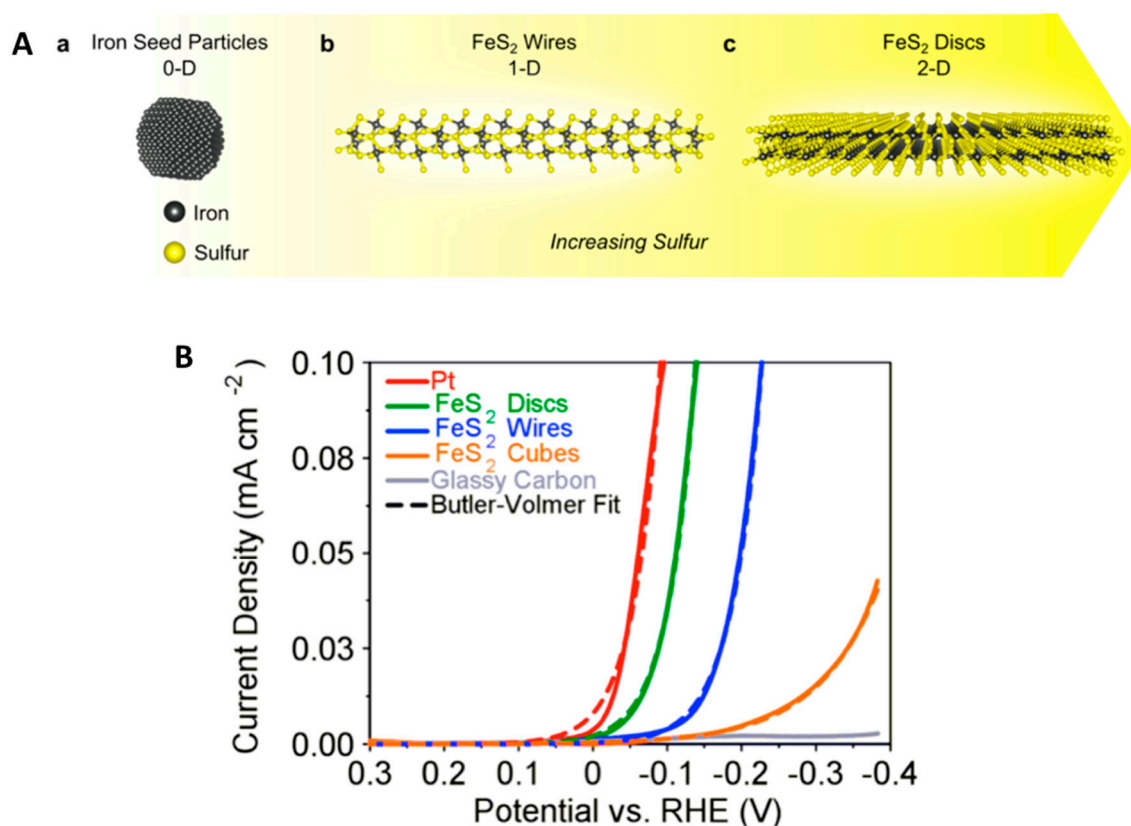 A
a Iron Seed Particles
0-D
b FeS₂ Wires
1-D
c FeS₂ Discs
2-D
Iron
Sulfur
Increasing Sulfur
B
Current Density (mA cm⁻²)
0.10
0.08
0.05
0.03
0.00
Pt
FeS₂ Discs
FeS₂ Wires
FeS₂ Cubes
Glassy Carbon
Butler-Volmer Fit
0.3 0.2 0.1 0 -0.1 -0.2 -0.3 -0.4
Potential vs. RHE (V)